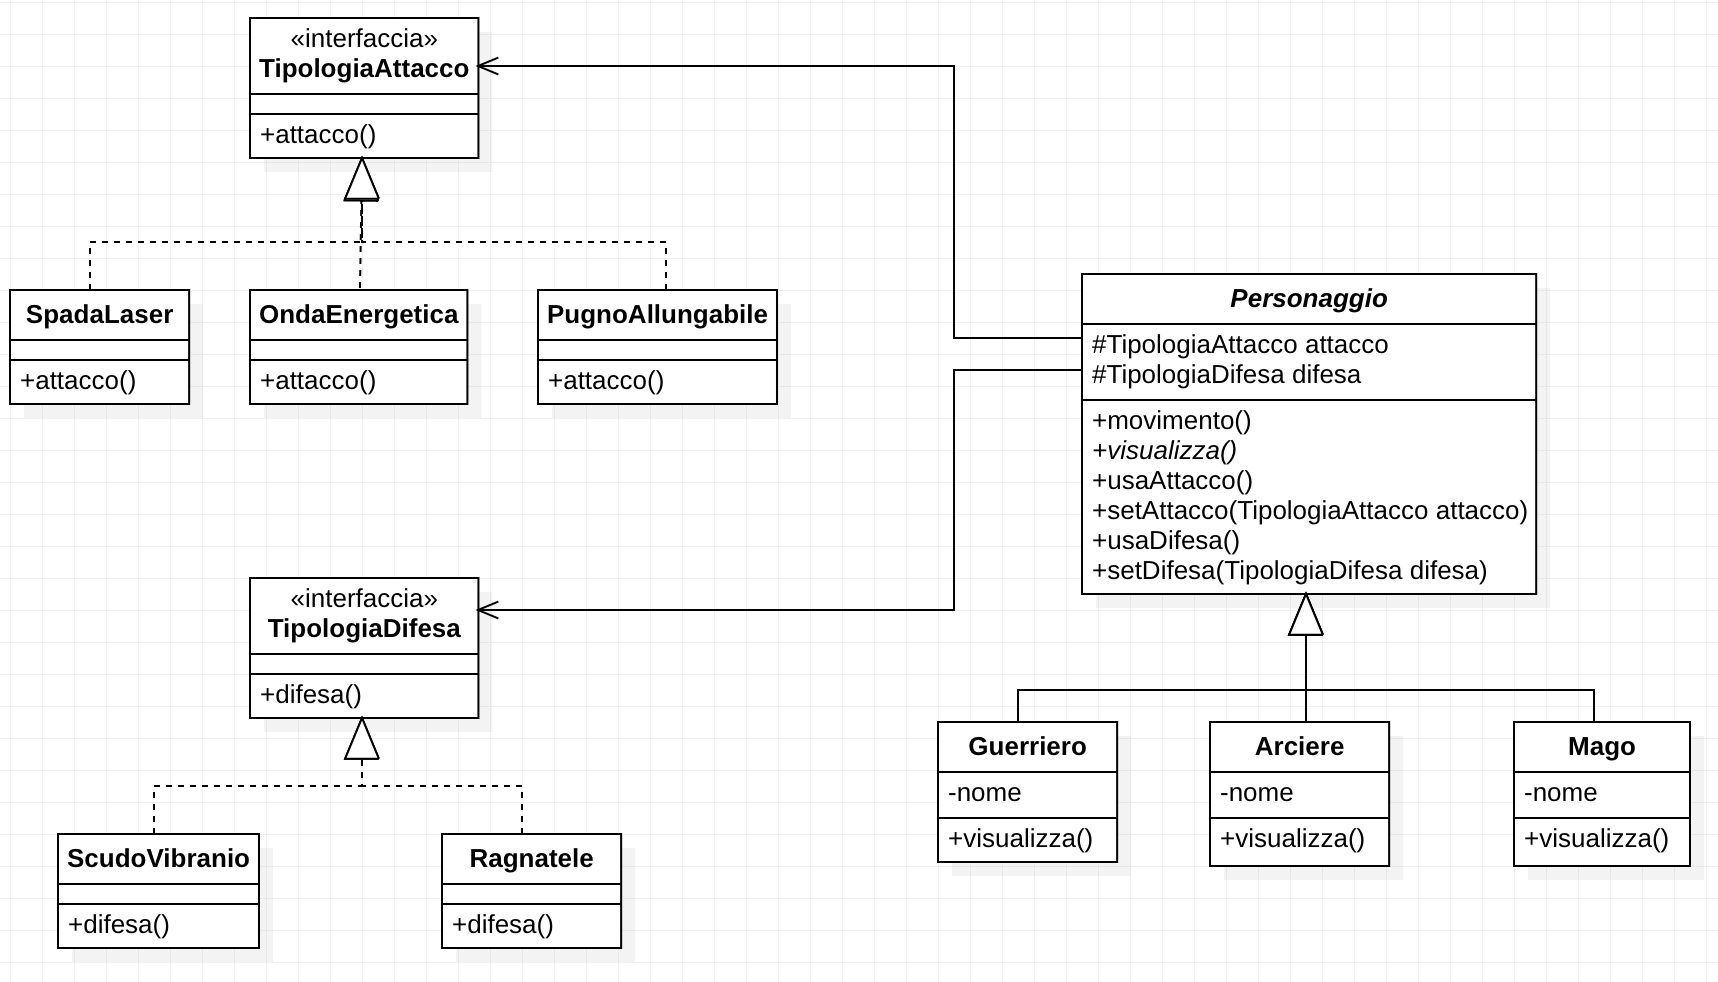 «interfaccia»
TipologiaAttacco
+attacco()
SpadaLaser
+attacco()
OndaEnergetica
+attacco()
PugnoAllungabile
+attacco()
Personaggio
#TipologiaAttacco attacco
#TipologiaDifesa difesa
+movimento()
+visualizza()
+usaAttacco()
+setAttacco(TipologiaAttacco attacco)
+usaDifesa()
+setDifesa(TipologiaDifesa difesa)
«interfaccia»
TipologiaDifesa
+difesa()
ScudoVibranio
+difesa()
Ragnatele
+difesa()
Guerriero
-nome
+visualizza()
Arciere
-nome
+visualizza()
Mago
-nome
+visualizza()